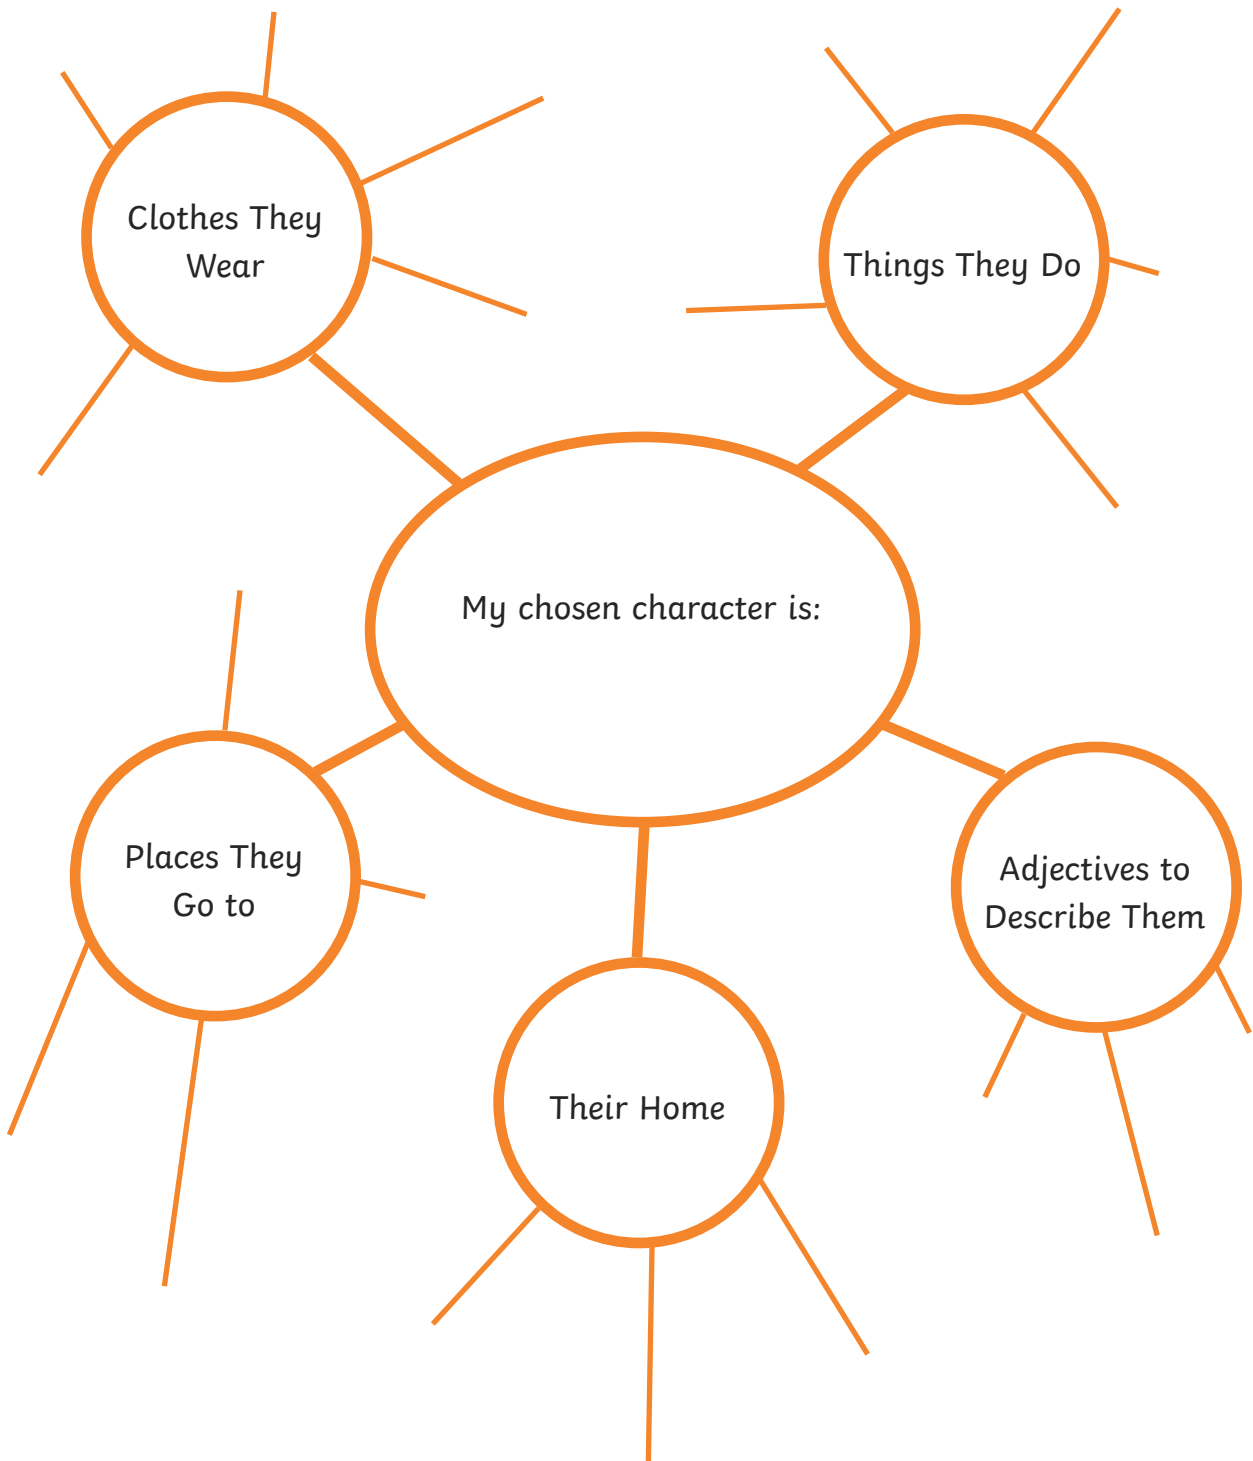 Clothes They
Wear
Things They Do
My chosen character is:
Places They
Go to
Adjectives to
Describe Them
Their Home